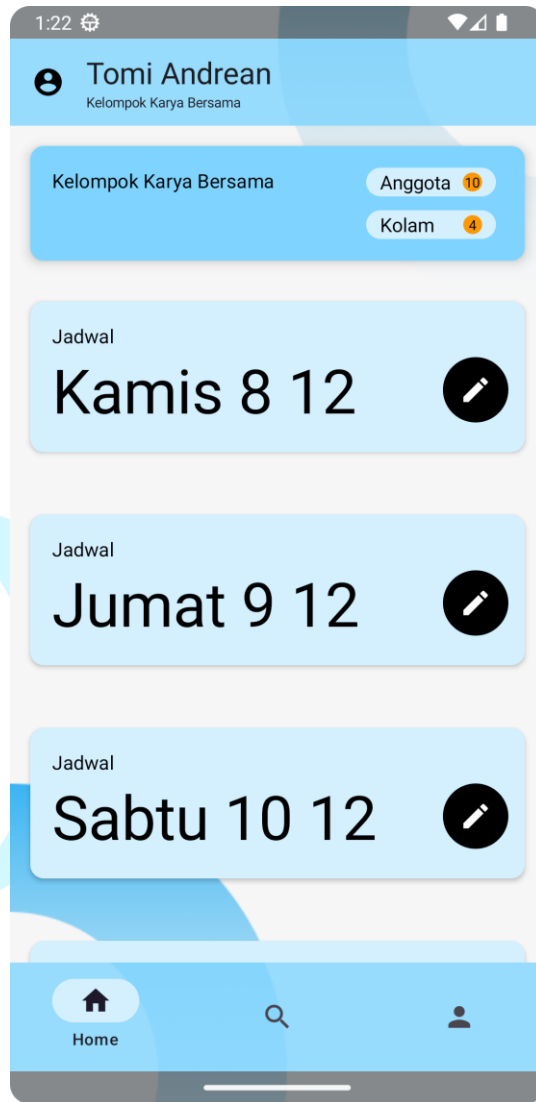 1:22
Tomi Andrean
Kelompok Karya Bersama
Kelompok Karya Bersama
Anggota 10
Kolam 4
Jadwal
Kamis 8 12
Jadwal
Jumat 9 12
Jadwal
Sabtu 10 12
Home